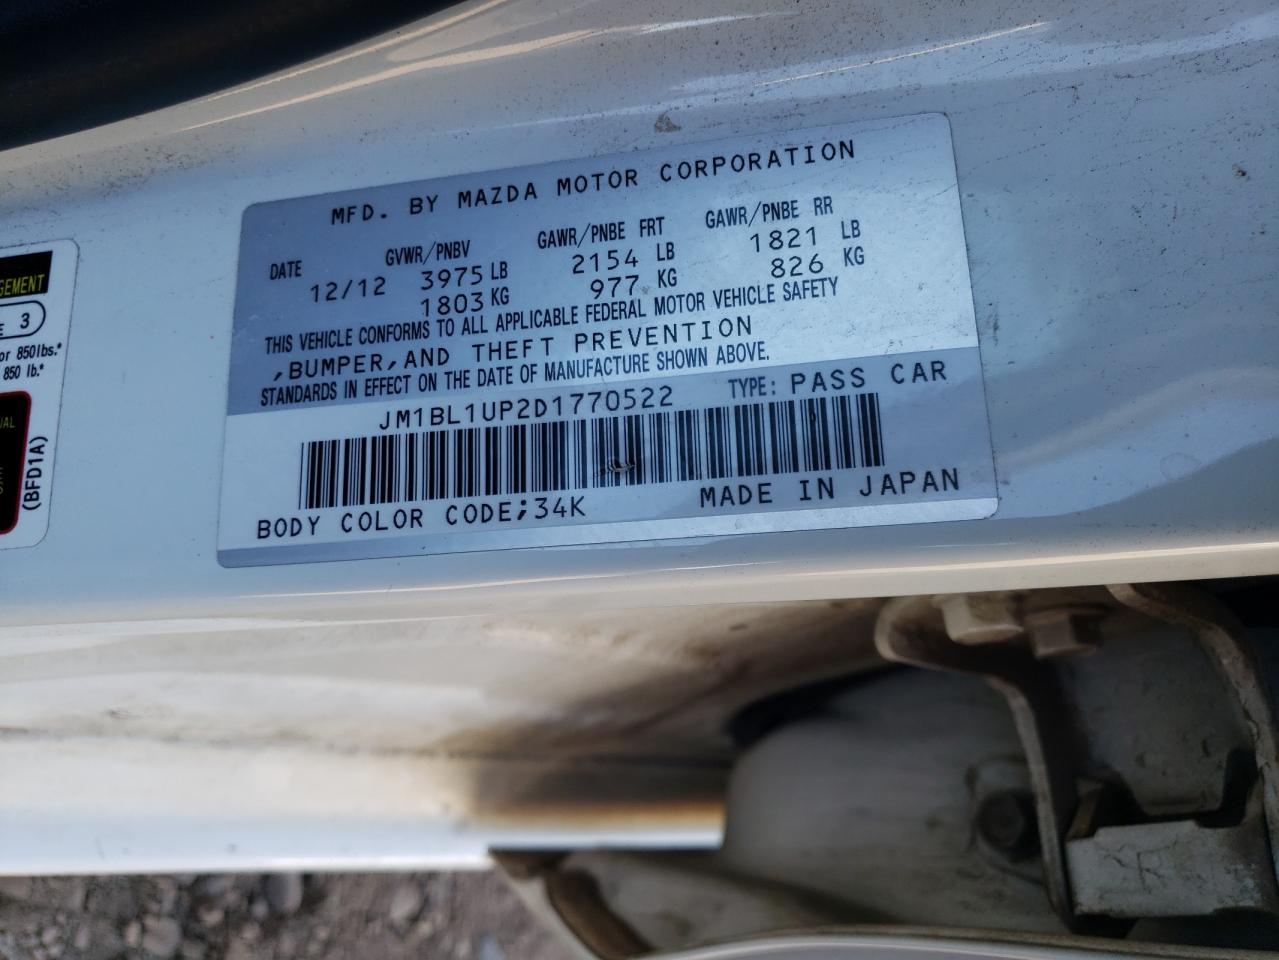 MFD. BY MAZDA MOTOR CORPORATION
DATE GVWR/PNBV GAWR/PNBE FRT GAWR/PNBE RR
12/12 3975 LB 2154 LB 1821 LB
1803 KG 977 KG 826 KG
THIS VEHICLE CONFORMS TO ALL APPLICABLE FEDERAL MOTOR VEHICLE SAFETY
,BUMPER,AND THEFT PREVENTION
STANDARDS IN EFFECT ON THE DATE OF MANUFACTURE SHOWN ABOVE.
JM1BL1UP2D1770522 TYPE: PASS CAR
BODY COLOR CODE;34K MADE IN JAPAN
3
or 850lbs.*
850 lb.*
(BFD1A)